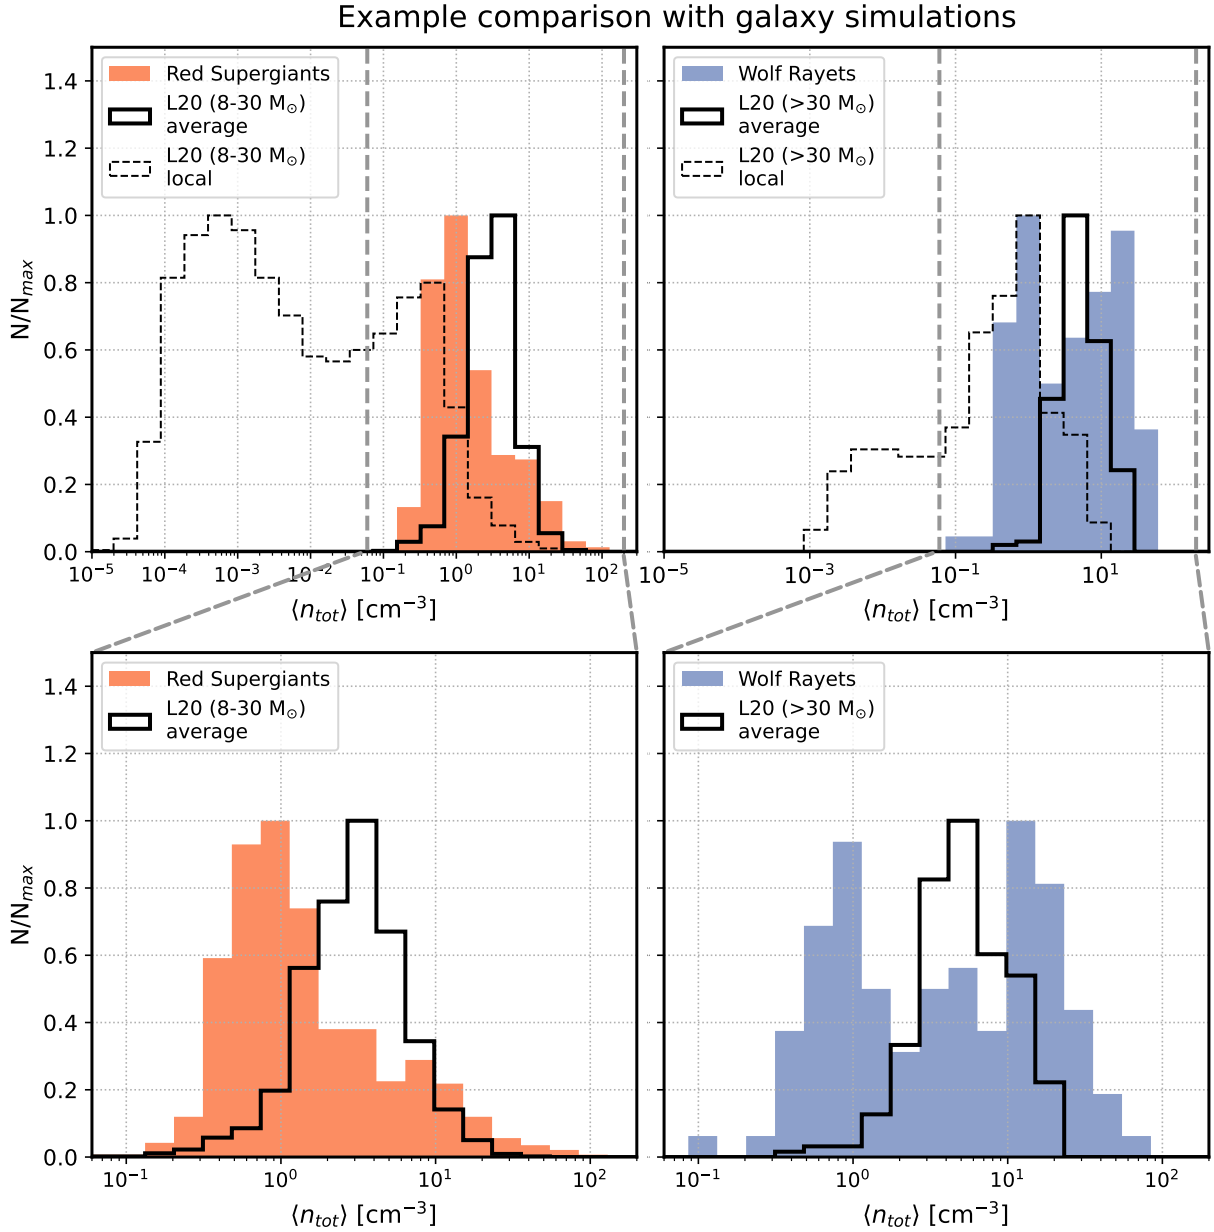 Example comparison with galaxy simulations
Red Supergiants
L20 (8-30 M⊙)
average
L20 (8-30 M⊙)
local
N/Nmax
1.4
1.2
1.0
0.8
0.6
0.4
0.2
0.0
10⁻⁵ 10⁻⁴ 10⁻³ 10⁻² 10⁻¹ 10⁰ 10¹ 10²
⟨ntot⟩ [cm⁻³]
Wolf Rayets
L20 (>30 M⊙)
average
L20 (>30 M⊙)
local
10⁻⁵ 10⁻³ 10⁻¹ 10¹
⟨ntot⟩ [cm⁻³]
Red Supergiants
L20 (8-30 M⊙)
average
N/Nmax
1.4
1.2
1.0
0.8
0.6
0.4
0.2
0.0
10⁻¹ 10⁰ 10¹ 10²
⟨ntot⟩ [cm⁻³]
Wolf Rayets
L20 (>30 M⊙)
average
10⁻¹ 10⁰ 10¹ 10²
⟨ntot⟩ [cm⁻³]